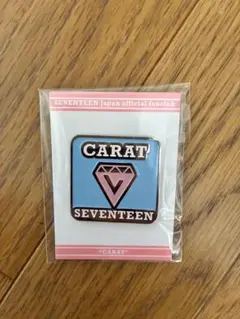 SEVENTEEN japan official fanclub
CARAT
SEVENTEEN
"CARAT"